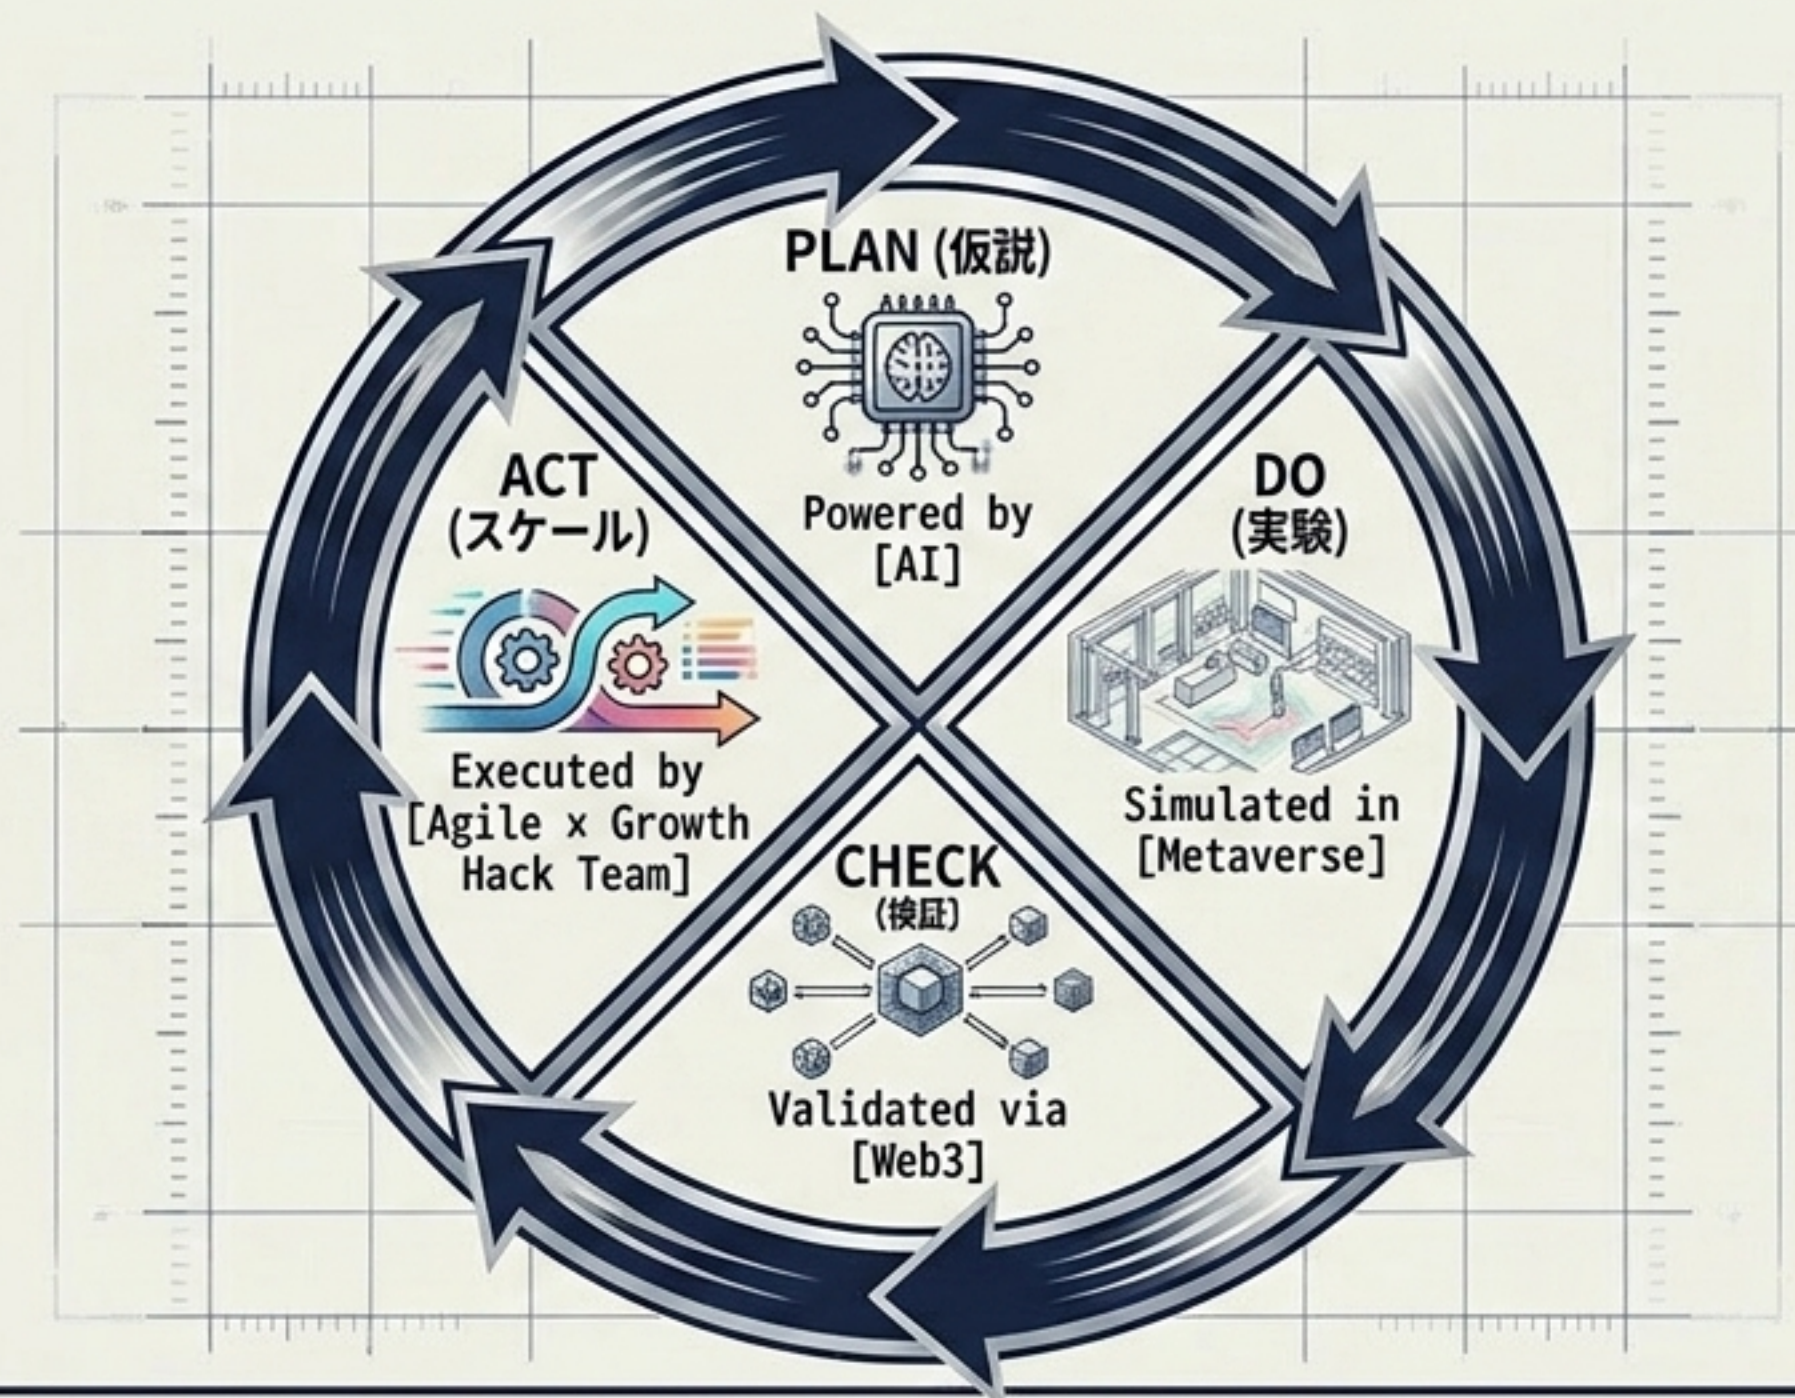 PLAN (仮説)
Powered by
[AI]
DO
(実験)
Simulated in
[Metaverse]
CHECK
(検証)
Validated via
[Web3]
ACT
(スケール)
Executed by
[Agile × Growth
Hack Team]